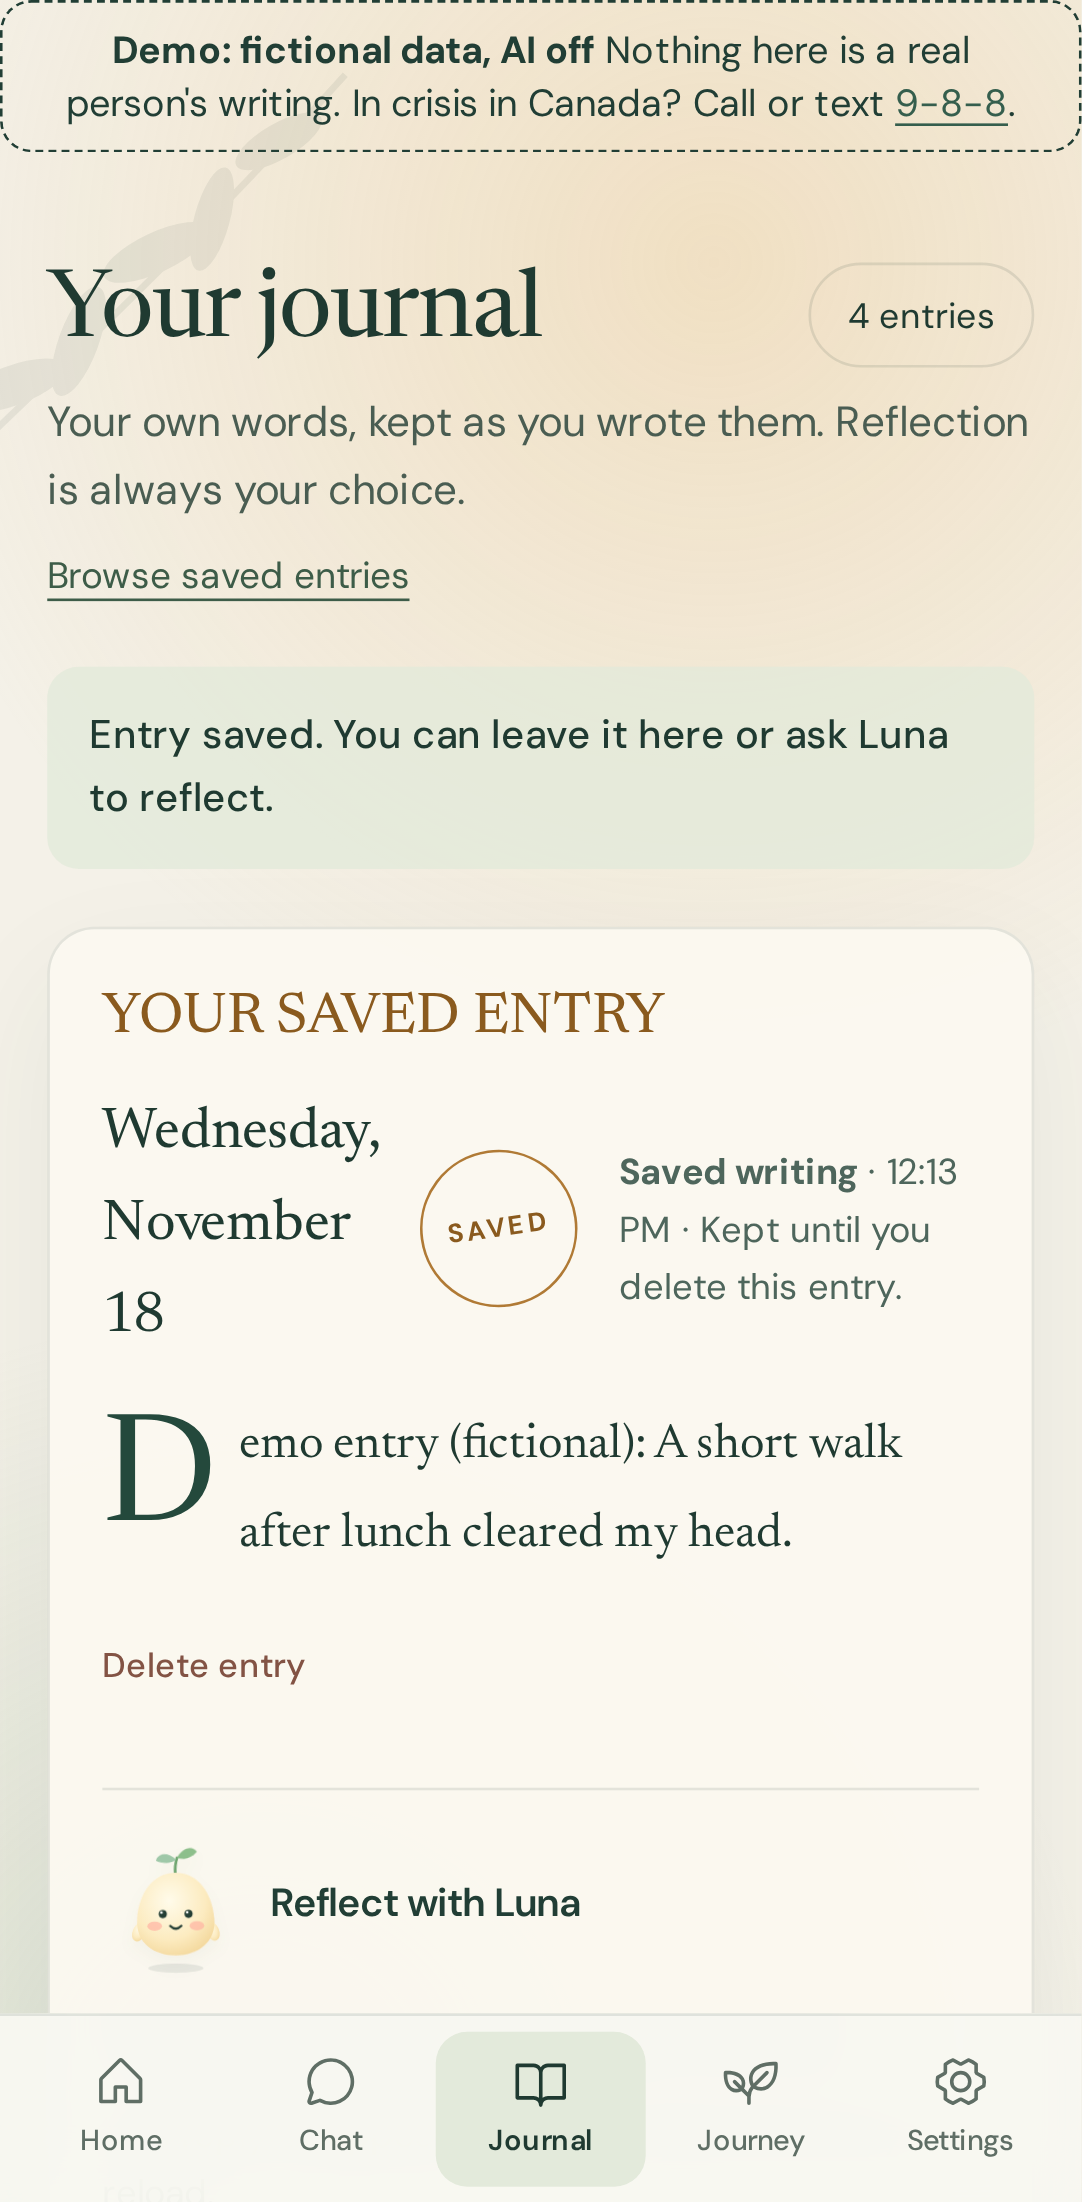 Demo: fictional data, AI off Nothing here is a real
person's writing. In crisis in Canada? Call or text 9-8-8.
Your journal
4 entries
Your own words, kept as you wrote them. Reflection
is always your choice.
Browse saved entries
Entry saved. You can leave it here or ask Luna
to reflect.
YOUR SAVED ENTRY
Wednesday,
November
18
SAVED
Saved writing · 12:13
PM · Kept until you
delete this entry.
Demo entry (fictional): A short walk
after lunch cleared my head.
Delete entry
Reflect with Luna
Home
Chat
Journal
Journey
Settings
reload